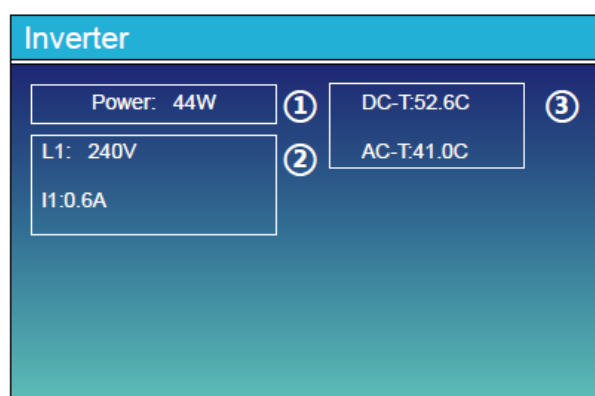 Inverter
Power: 44W
①
L1: 240V
I1:0.6A
②
DC-T:52.6C
AC-T:41.0C
③